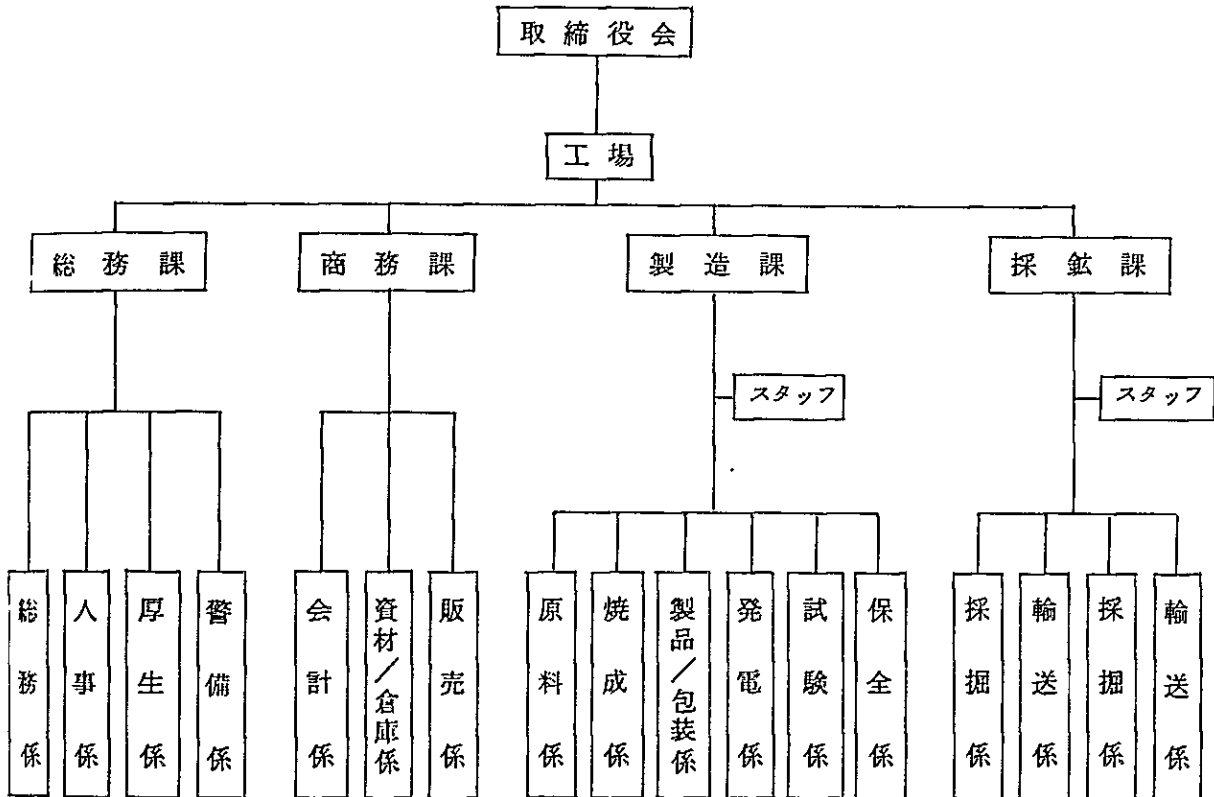 取締役会
工場
総務課
商務課
製造課
採鉱課
スタッフ
スタッフ
総務係
人事係
厚生係
警備係
会計係
資材/倉庫係
販売係
原料係
焼成係
製品/包装係
発電係
試験係
保全係
採掘係
輸送係
採掘係
輸送係